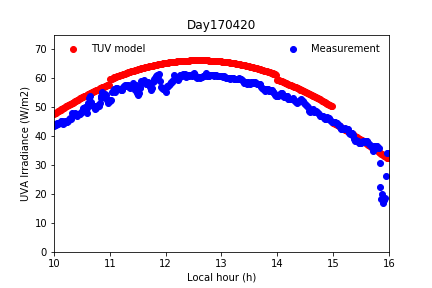 Day170420
TUV model
Measurement
UVA Irradiance (W/m2)
70
60
50
40
30
20
10
0
10 11 12 13 14 15 16
Local hour (h)